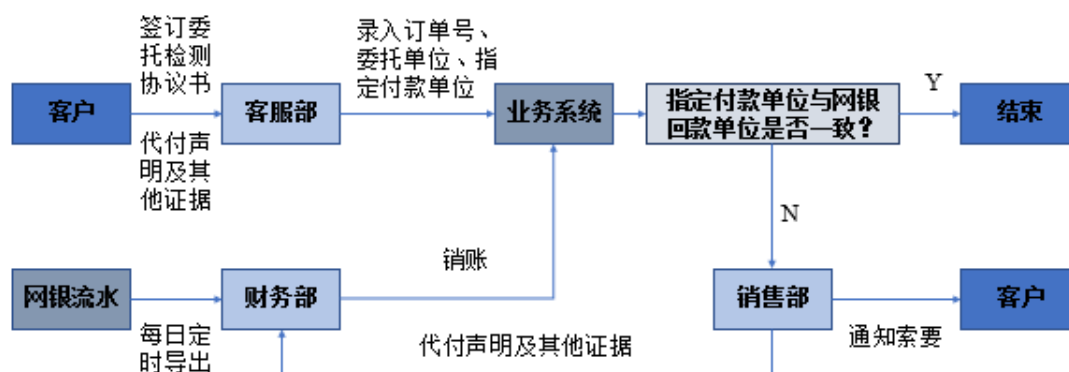 签订委
托检测
协议书
录入订单号、
委托单位、指
定付款单位
客户
客服部
业务系统
指定付款单位与网银
回款单位是否一致？
Y
结束
代付声
明及其
他证据
N
销账
网银流水
财务部
销售部
客户
每日定
时导出
代付声明及其他证据
通知索要